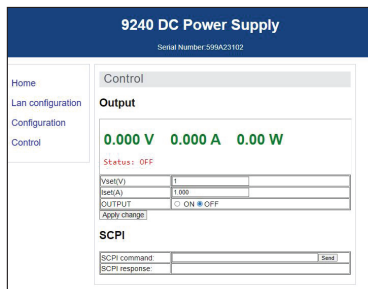 9240 DC Power Supply
Serial Number:599A23102
Home
Lan configuration
Configuration
Control
Control
Output
0.000 V 0.000 A 0.00 W
Status: OFF
Vset(V) 1
Iset(A) 1.000
OUTPUT ON OFF
Apply change
SCPI
SCPI command: Send
SCPI response: